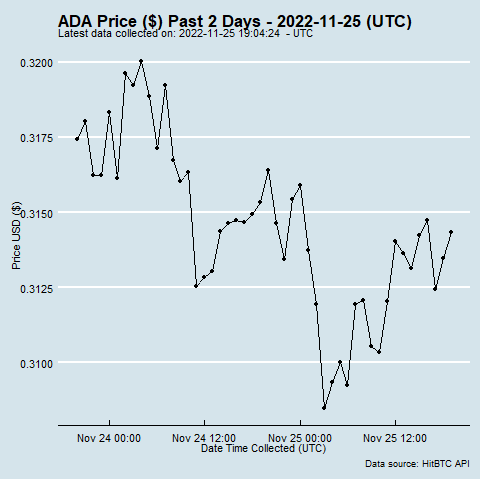 ADA Price ($) Past 2 Days - 2022-11-25 (UTC)
Latest data collected on: 2022-11-25 19:04:24  - UTC
0.3200
0.3175
0.3150
0.3125
0.3100
Price USD ($)
Nov 24 00:00
Nov 24 12:00
Nov 25 00:00
Nov 25 12:00
Date Time Collected (UTC)
Data source: HitBTC API